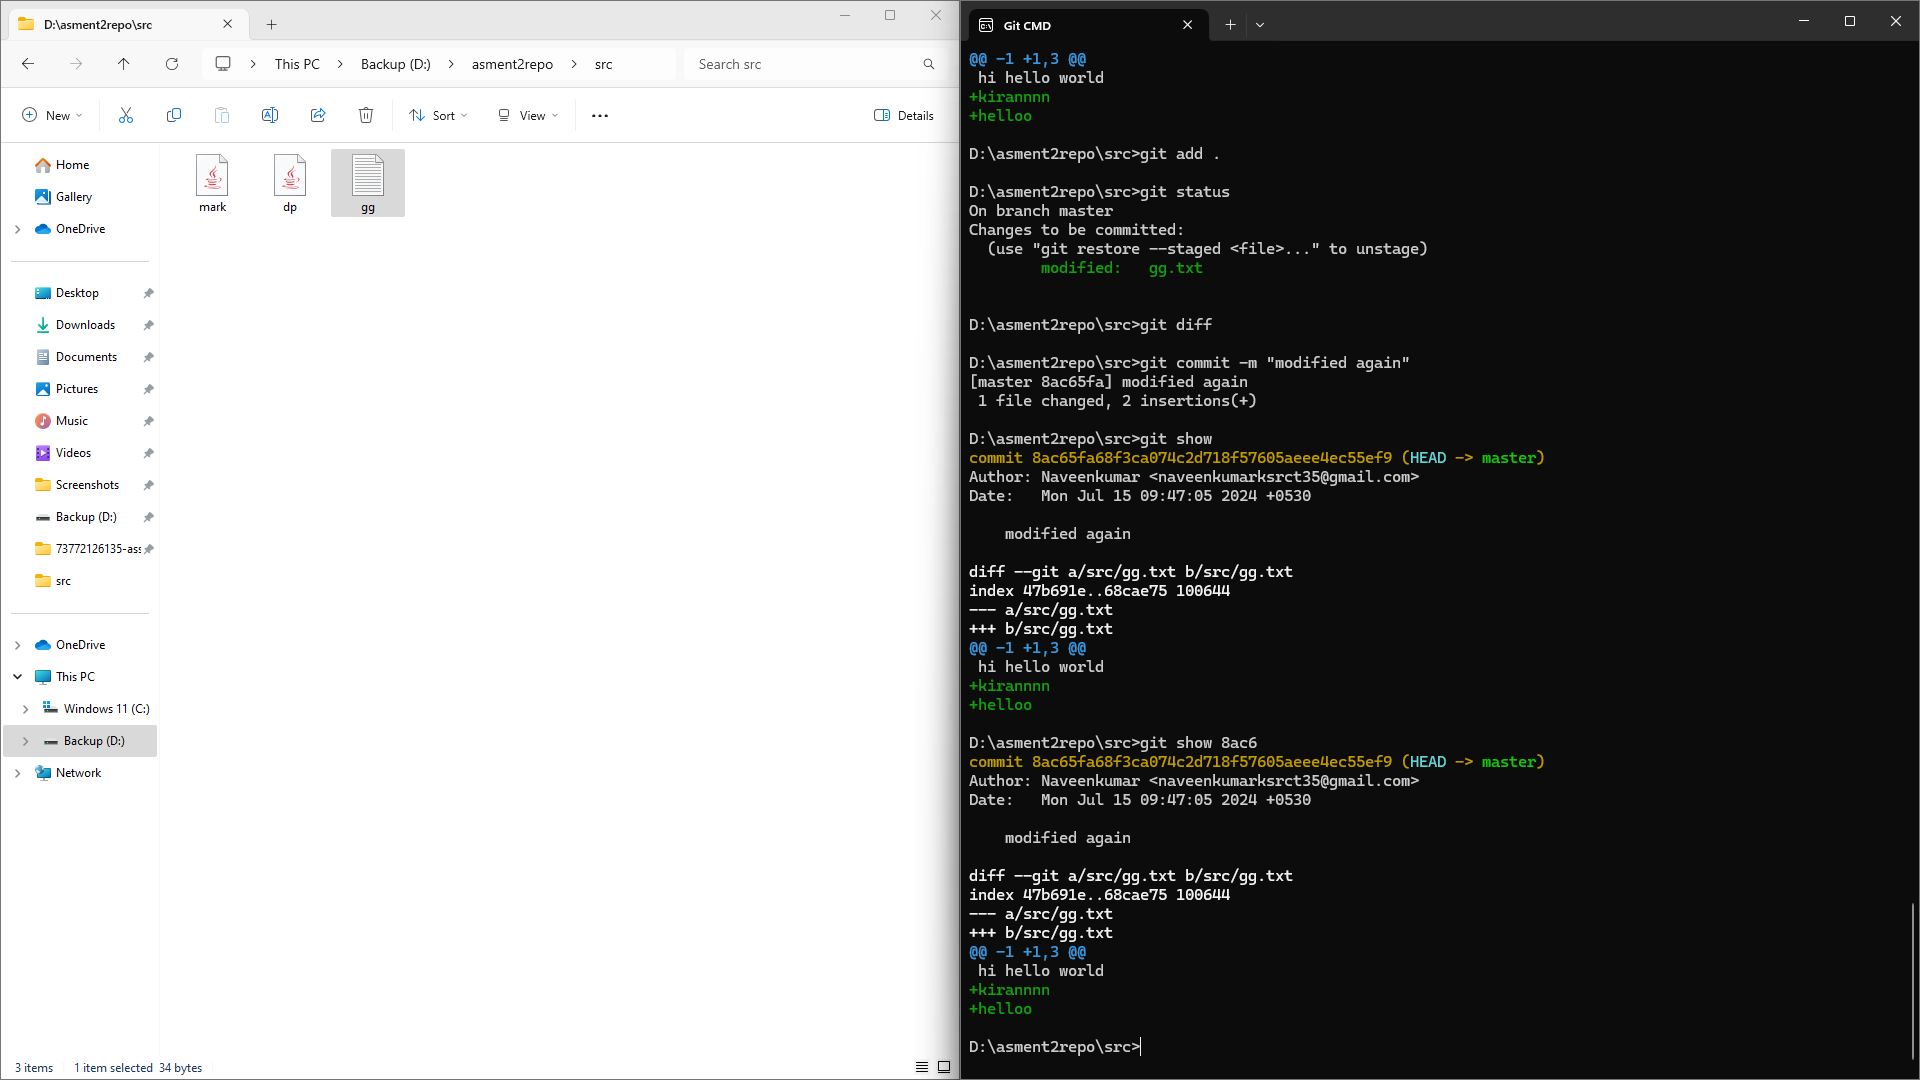 D:\asment2repo\src
This PC
Backup (D:)
asment2repo
src
Search src
New
Sort
View
Details
Home
Gallery
OneDrive
Desktop
Downloads
Documents
Pictures
Music
Videos
Screenshots
Backup (D:)
73772126135-ass
src
OneDrive
This PC
Windows 11 (C:)
Backup (D:)
Network
mark
dp
gg
3 items
1 item selected 34 bytes
Git CMD
@@ -1 +1,3 @@
hi hello world
+kirannnn
+helloo
D:\asment2repo\src>git add .
D:\asment2repo\src>git status
On branch master
Changes to be committed:
(use "git restore --staged <file>..." to unstage)
modified: gg.txt
D:\asment2repo\src>git diff
D:\asment2repo\src>git commit -m "modified again"
[master 8ac65fa] modified again
1 file changed, 2 insertions(+)
D:\asment2repo\src>git show
commit 8ac65fa68f3ca074c2d718f57605aeee4ec55ef9 (HEAD -> master)
Author: Naveenkumar <naveenkumarksrct35@gmail.com>
Date: Mon Jul 15 09:47:05 2024 +0530
modified again
diff --git a/src/gg.txt b/src/gg.txt
index 47b691e..68cae75 100644
--- a/src/gg.txt
+++ b/src/gg.txt
@@ -1 +1,3 @@
hi hello world
+kirannnn
+helloo
D:\asment2repo\src>git show 8ac6
commit 8ac65fa68f3ca074c2d718f57605aeee4ec55ef9 (HEAD -> master)
Author: Naveenkumar <naveenkumarksrct35@gmail.com>
Date: Mon Jul 15 09:47:05 2024 +0530
modified again
diff --git a/src/gg.txt b/src/gg.txt
index 47b691e..68cae75 100644
--- a/src/gg.txt
+++ b/src/gg.txt
@@ -1 +1,3 @@
hi hello world
+kirannnn
+helloo
D:\asment2repo\src>